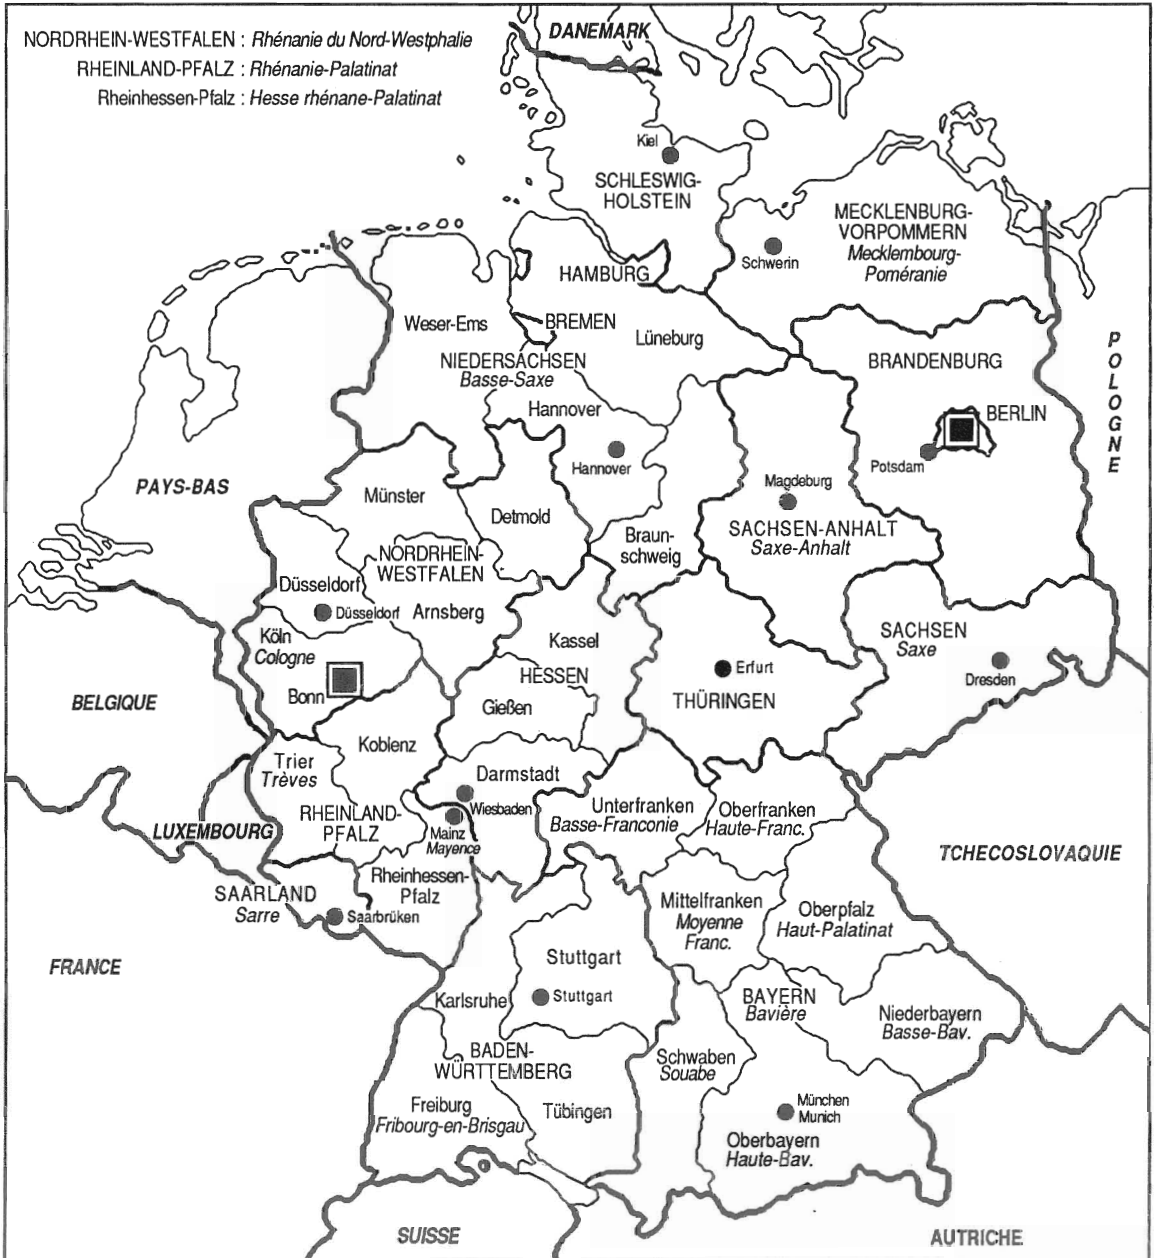 NORDRHEIN-WESTFALEN : Rhénanie du Nord-Westphalie
RHEINLAND-PFALZ : Rhénanie-Palatinat
Rheinhessen-Pfalz : Hesse rhénane-Palatinat
DANEMARK
Kiel
SCHLESWIG-
HOLSTEIN
MECKLENBURG-
VORPOMMERN
Mecklembourg-
Poméranie
Schwerin
HAMBURG
Weser-Ems
BREMEN
Lüneburg
NIEDERSACHSEN
Basse-Saxe
BRANDENBURG
POLOGNE
Hannover
Hannover
BERLIN
Potsdam
PAYS-BAS
Münster
Detmold
Magdeburg
SACHSEN-ANHALT
Saxe-Anhalt
Braun-
schweig
NORDRHEIN-
WESTFALEN
Düsseldorf
Düsseldorf
Arnsberg
Köln
Cologne
Bonn
Kassel
HESSEN
Gießen
Erfurt
THÜRINGEN
SACHSEN
Saxe
Dresden
BELGIQUE
Koblenz
Trier
Trèves
Darmstadt
Wiesbaden
Mainz
Mayence
RHEINLAND-
PFALZ
Unterfranken
Basse-Franconie
Oberfranken
Haute-Franc.
LUXEMBOURG
TCHECOSLOVAQUIE
Rheinhessen-
Pfalz
SAARLAND
Sarre
Saarbrüken
Mittelfranken
Moyenne
Franc.
Oberpfalz
Haut-Palatinat
FRANCE
Stuttgart
Stuttgart
Karlsruhe
BAYERN
Bavière
Niederbayern
Basse-Bav.
BADEN-
WÜRTTEMBERG
Schwaben
Souabe
Freiburg
Fribourg-en-Brisgau
Tübingen
München
Munich
Oberbayern
Haute-Bav.
SUISSE
AUTRICHE